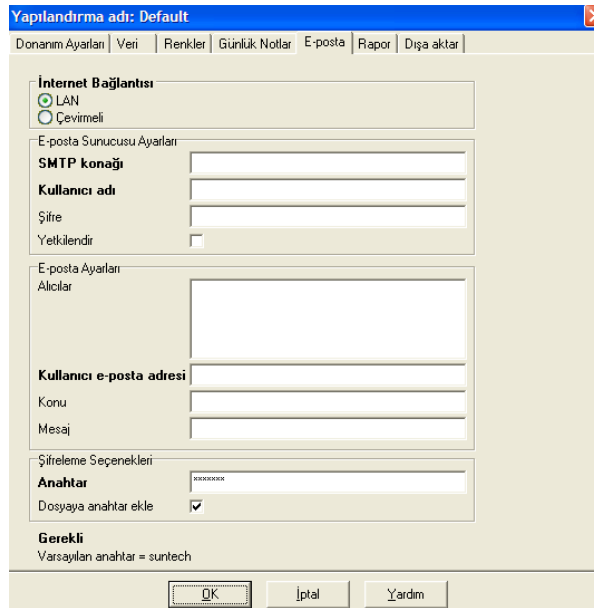 Yapılandırma adı: Default
Donanım Ayarları Veri Renkler Günlük Notlar E-posta Rapor Dışa aktar
İnternet Bağlantısı
LAN
Çevirmeli
E-posta Sunucusu Ayarları
SMTP konağı
Kullanıcı adı
Şifre
Yetkilendir
E-posta Ayarları
Alıcılar
Kullanıcı e-posta adresi
Konu
Mesaj
Şifreleme Seçenekleri
Anahtar *******
Dosyaya anahtar ekle
Gerekli
Varsayılan anahtar = suntech
OK İptal Yardım